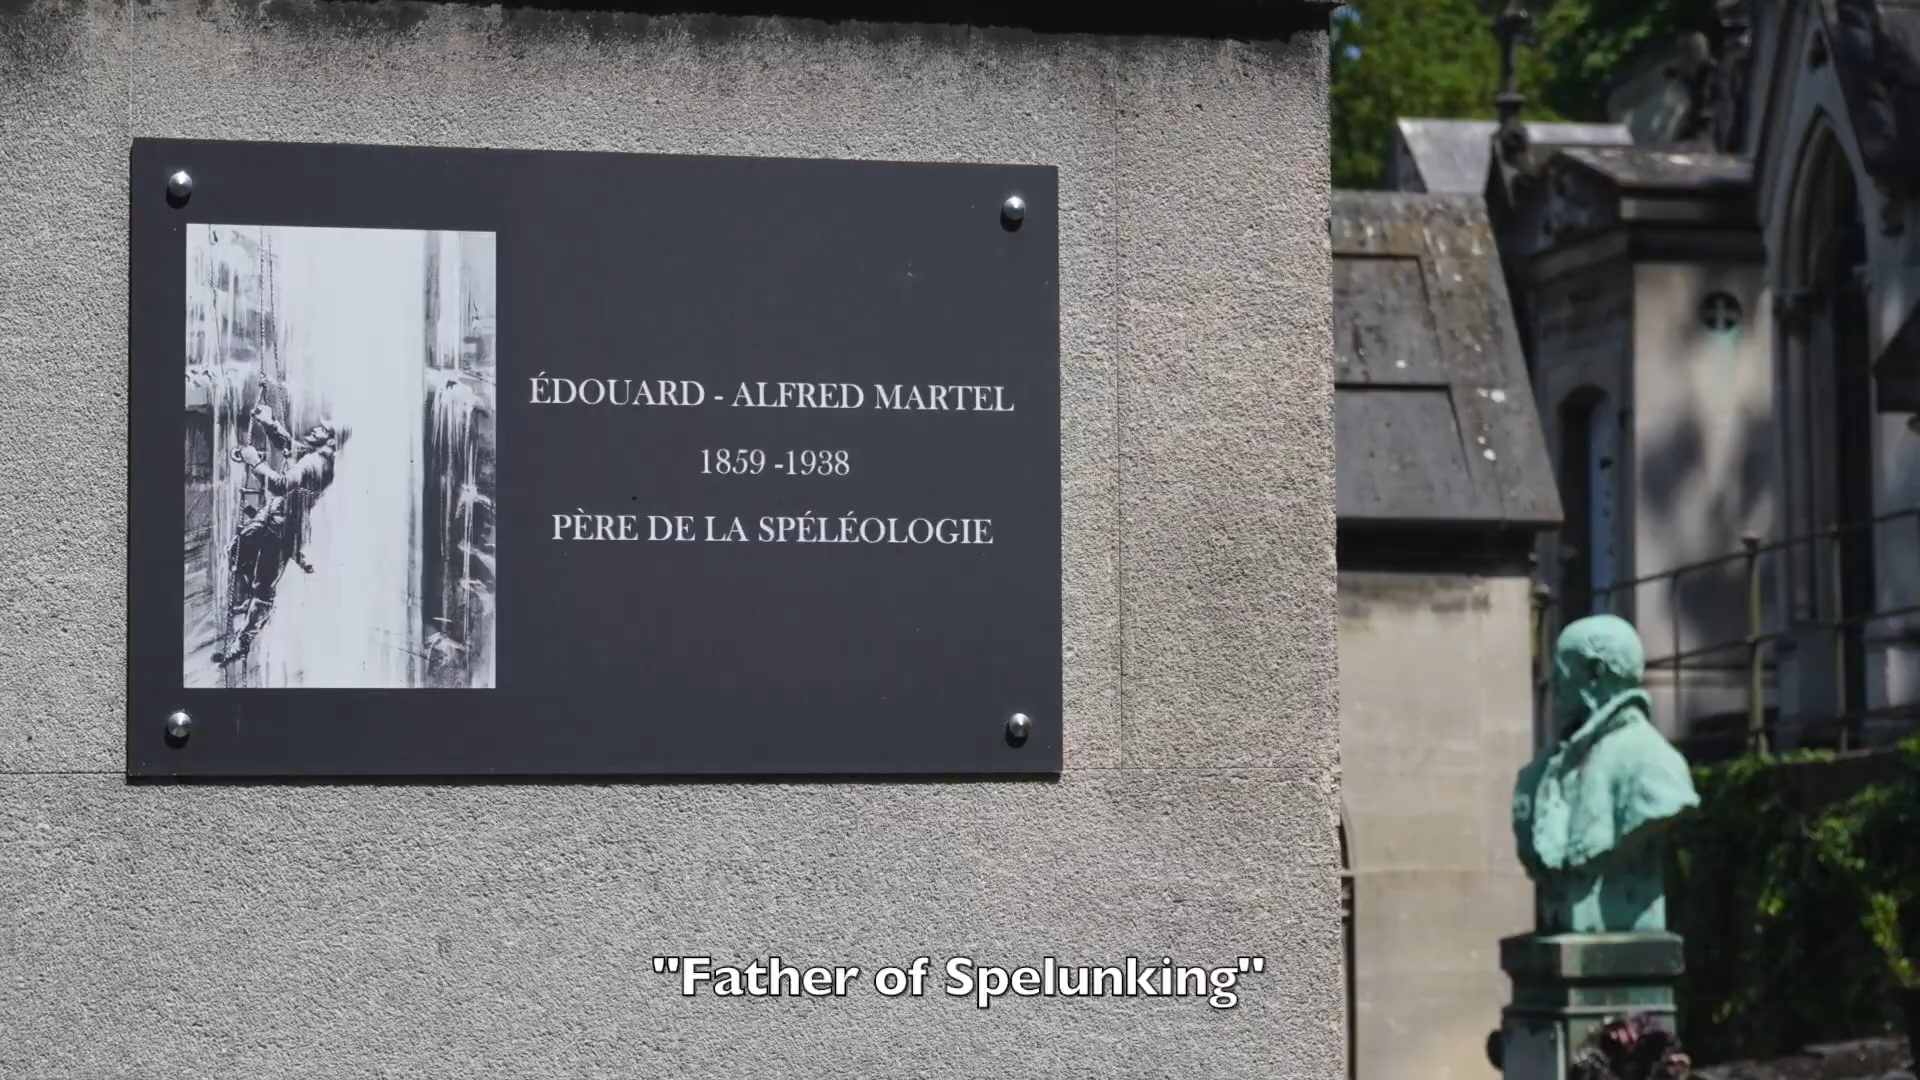 ÉDOUARD - ALFRED MARTEL
1859 -1938
PÈRE DE LA SPÉLÉOLOGIE
"Father of Spelunking"